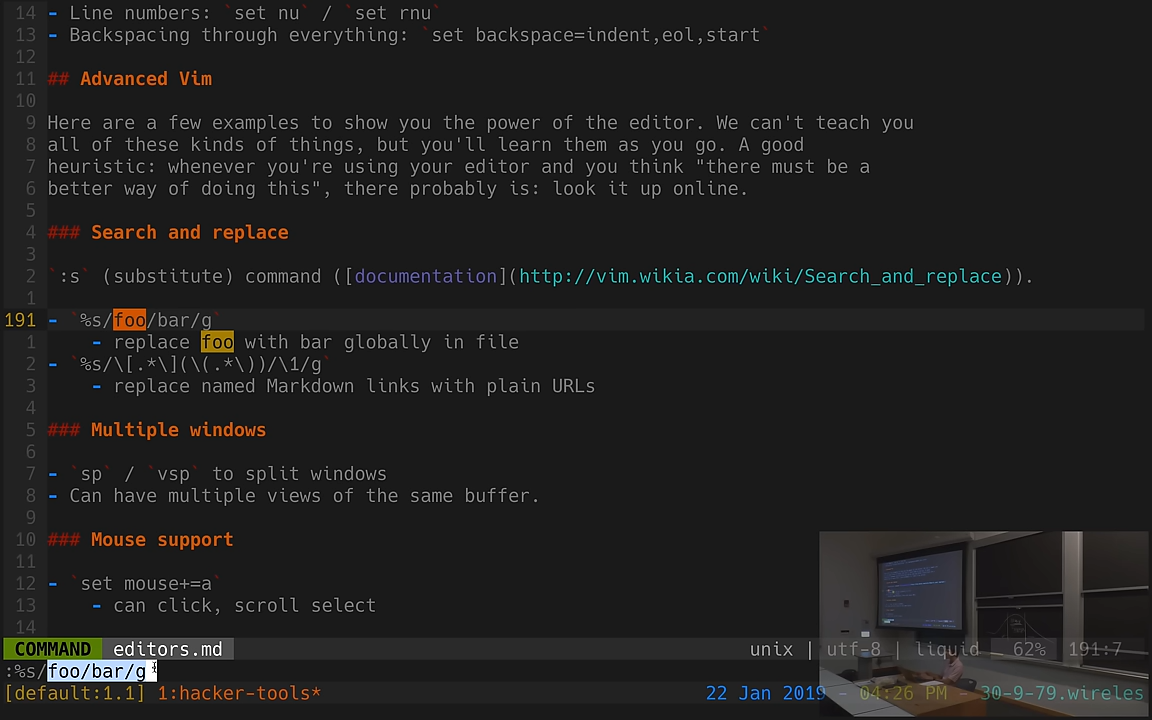 14 - Line numbers: `set nu` / `set rnu`
13 - Backspacing through everything: `set backspace=indent,eol,start`
12
11 ## Advanced Vim
10
9 Here are a few examples to show you the power of the editor. We can't teach you
8 all of these kinds of things, but you'll learn them as you go. A good
7 heuristic: whenever you're using your editor and you think "there must be a
6 better way of doing this", there probably is: look it up online.
5
4 ### Search and replace
3
2 `:s` (substitute) command ([documentation](http://vim.wikia.com/wiki/Search_and_replace)).
1
191 - `%s/foo/bar/g`
1 - replace foo with bar globally in file
2 - `%s/\[.*\](\(.*\))/\1/g`
3 - replace named Markdown links with plain URLs
4
5 ### Multiple windows
6
7 - `sp` / `vsp` to split windows
8 - Can have multiple views of the same buffer.
9
10 ### Mouse support
11
12 - `set mouse+=a`
13 - can click, scroll select
14
COMMAND editors.md unix | utf-8 | liquid 62% 191:7
:%s/foo/bar/g
[default:1.1] 1:hacker-tools* 22 Jan 2019 - 04:26 PM - 30-9-79.wireles